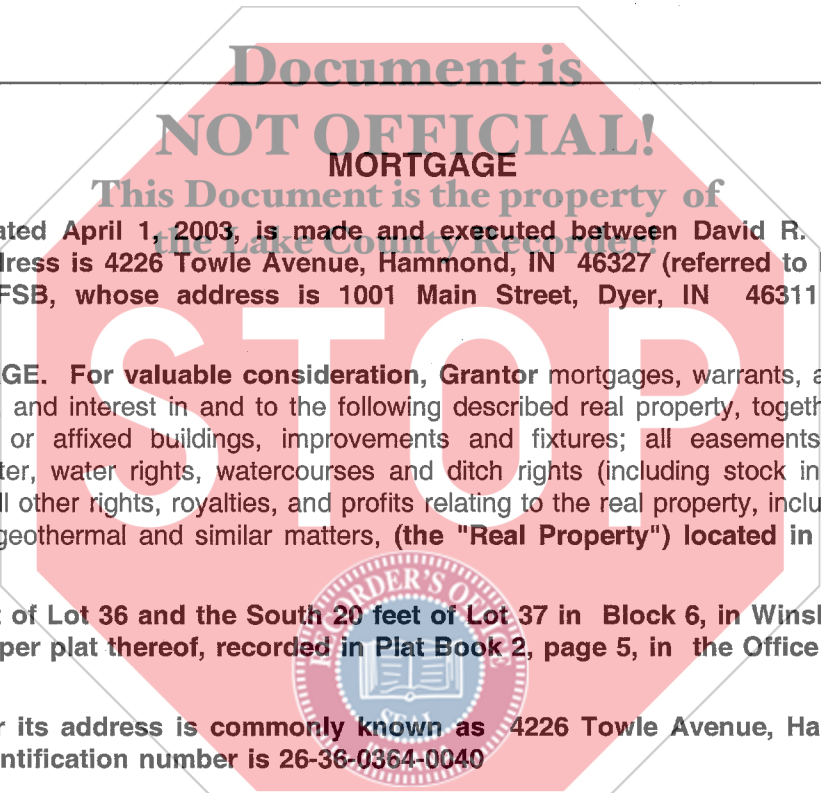 Document is
NOT OFFICIAL!
MORTGAGE
This Document is the property of
the Lake County Recorder!
ated April 1, 2003, is made and executed between David R.
dress is 4226 Towle Avenue, Hammond, IN 46327 (referred to
FSB, whose address is 1001 Main Street, Dyer, IN 46311
STOP
GE. For valuable consideration, Grantor mortgages, warrants, a
and interest in and to the following described real property, togeth
or affixed buildings, improvements and fixtures; all easements
ter, water rights, watercourses and ditch rights (including stock in
ll other rights, royalties, and profits relating to the real property, inclu
geothermal and similar matters, (the "Real Property") located in
RECORDER'S OFFICE
of Lot 36 and the South 20 feet of Lot 37 in Block 6, in Winsl
per plat thereof, recorded in Plat Book 2, page 5, in the Office
SEAL
r its address is commonly known as 4226 Towle Avenue, Ha
ntification number is 26-36-0364-0040